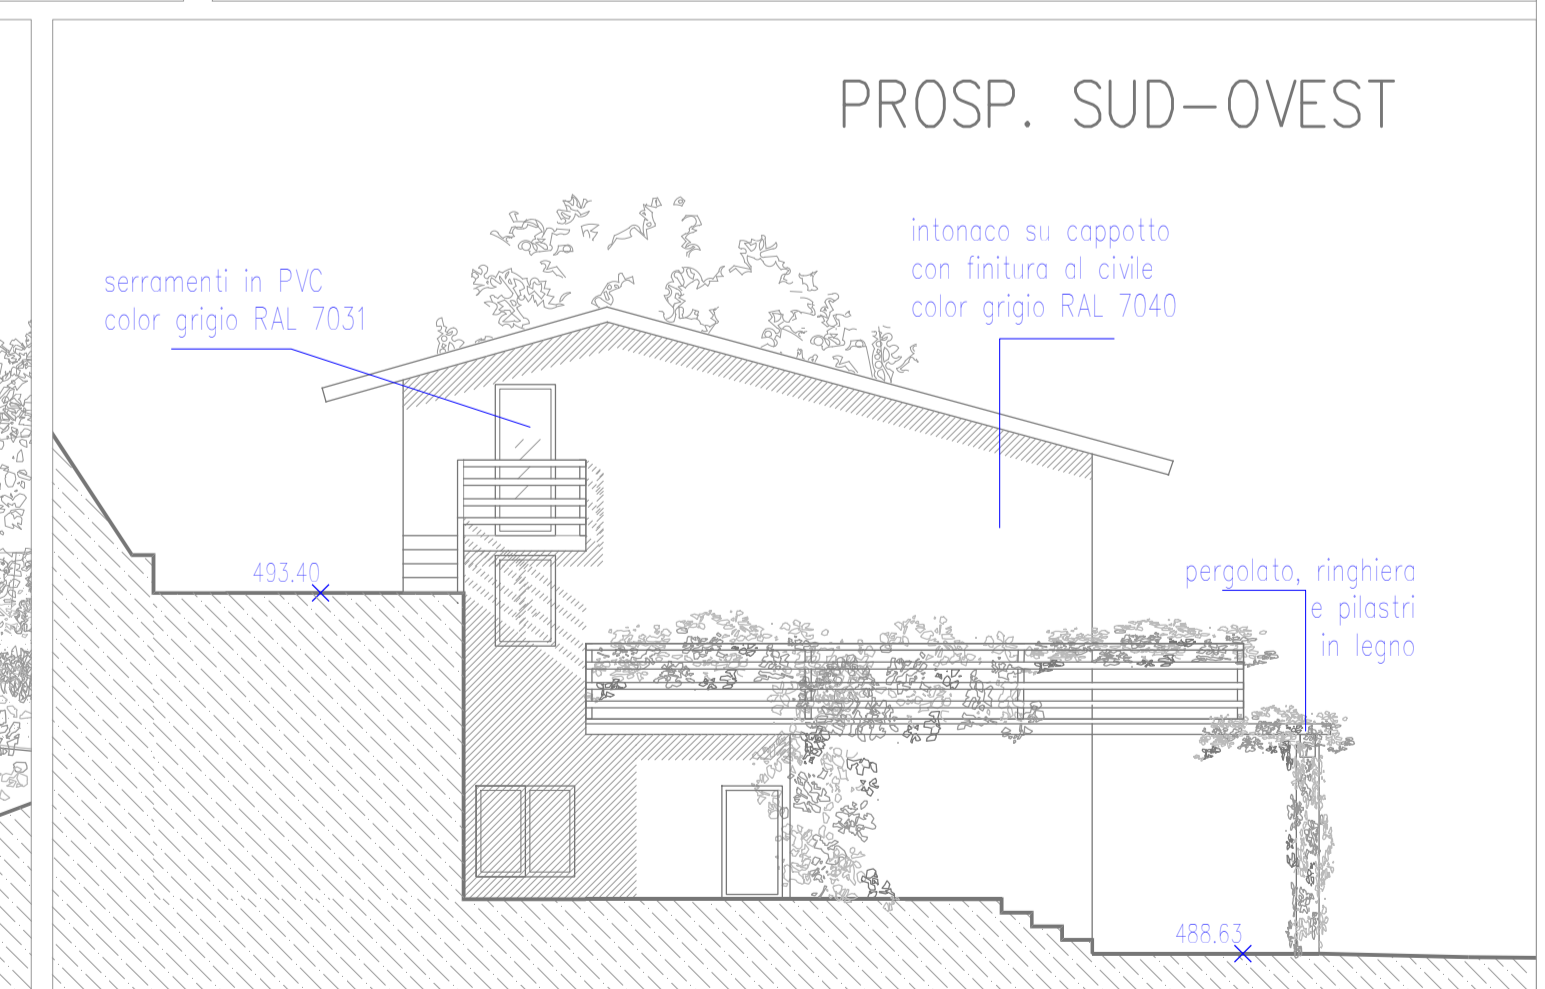 PROSP. SUD-OVEST
serramenti in PVC
color grigio RAL 7031
intonaco su cappotto
con finitura al civile
color grigio RAL 7040
493.40
pergolato, ringhiera
e pilastri
in legno
488.63